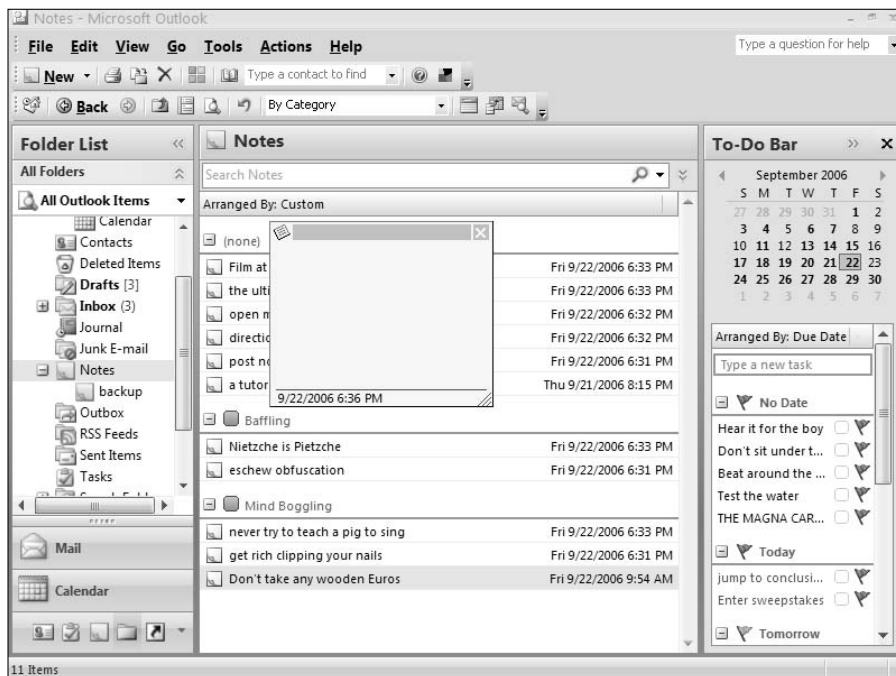 Notes - Microsoft Outlook
File Edit View Go Tools Actions Help
Type a question for help
New
Type a contact to find
Back
By Category
Folder List
All Folders
All Outlook Items
Calendar
Contacts
Deleted Items
Drafts [3]
Inbox (3)
Journal
Junk E-mail
Notes
backup
Outbox
RSS Feeds
Sent Items
Tasks
Mail
Calendar
Notes
Search Notes
Arranged By: Custom
(none)
Film at Fri 9/22/2006 6:33 PM
the ulti Fri 9/22/2006 6:33 PM
open m Fri 9/22/2006 6:32 PM
directio Fri 9/22/2006 6:32 PM
post no Fri 9/22/2006 6:31 PM
a tutor Thu 9/21/2006 8:15 PM
9/22/2006 6:36 PM
Baffling
Nietzche is Pietzche Fri 9/22/2006 6:33 PM
eschew obfuscation Fri 9/22/2006 6:31 PM
Mind Boggling
never try to teach a pig to sing Fri 9/22/2006 6:33 PM
get rich clipping your nails Fri 9/22/2006 6:31 PM
Don't take any wooden Euros Fri 9/22/2006 9:54 AM
To-Do Bar
September 2006
S M T W T F S
27 28 29 30 31 1 2
3 4 5 6 7 8 9
10 11 12 13 14 15 16
17 18 19 20 21 22 23
24 25 26 27 28 29 30
1 2 3 4 5 6 7
Arranged By: Due Date
Type a new task
No Date
Hear it for the boy
Don't sit under t...
Beat around the ...
Test the water
THE MAGNA CAR...
Today
jump to conclusi...
Enter sweepstakes
Tomorrow
11 Items